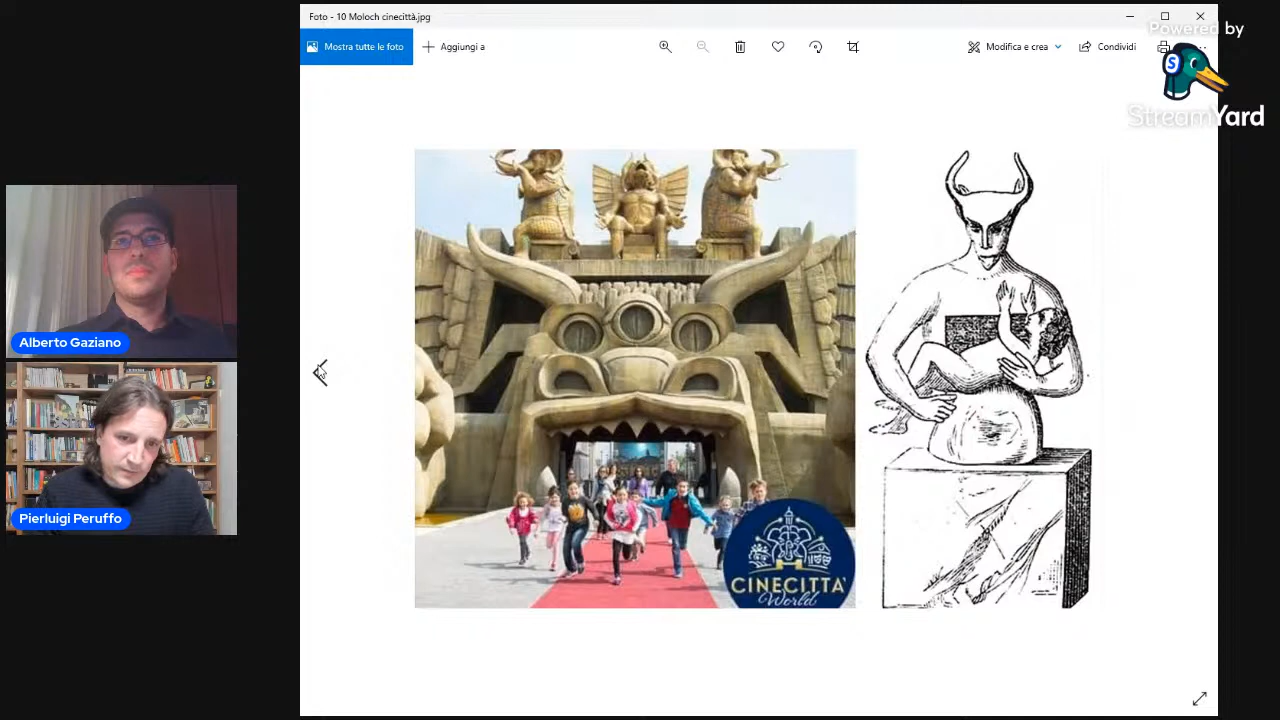 Foto - 10 Moloch cinecittà.jpg
Mostra tutte le foto
Aggiungi a
Modifica e crea
Condividi
Powered by
S
StreamYard
Alberto Gaziano
Pierluigi Peruffo
CINECITTÀ
World